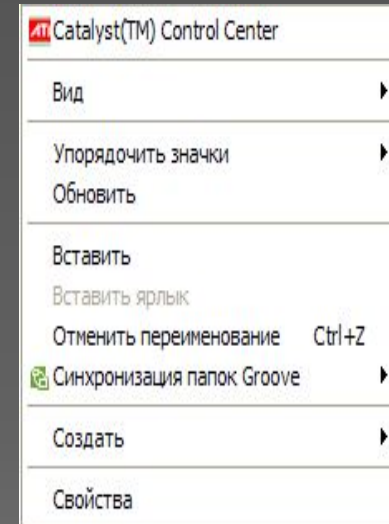 ATI Catalyst(TM) Control Center
Вид
Упорядочить значки
Обновить
Вставить
Вставить ярлык
Отменить переименование Ctrl+Z
Синхронизация папок Groove
Создать
Свойства